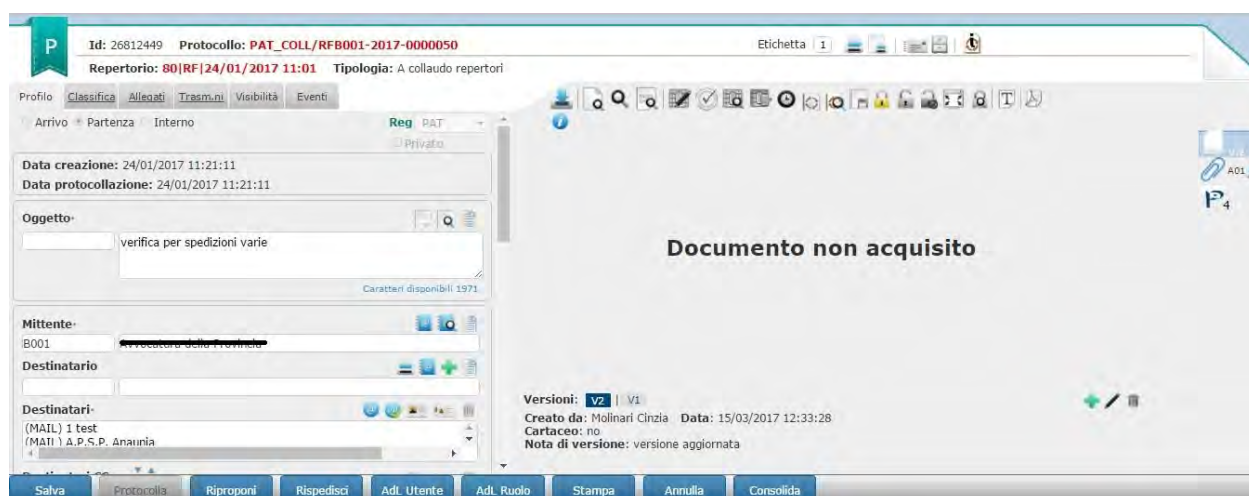 P
Id: 26812449 Protocollo: PAT_COLL/RFB001-2017-0000050
Etichetta 1
Repertorio: 80|RF|24/01/2017 11:01 Tipologia: A collaudo repertori
Profilo Classifica Allegati Trasm.ni Visibilità Eventi
Arrivo Partenza Interno Reg PAT
Privato
Data creazione: 24/01/2017 11:21:11
Data protocollazione: 24/01/2017 11:21:11
Oggetto*
verifica per spedizioni varie
Caratteri disponibili 1971
Mittente*
B001
Destinatario
Destinatari*
(MAIL) 1 test
(MAIL) A.P.S.P. Anaunia
Documento non acquisito
A01
P4
Versioni: V2 | V1
Creato da: Molinari Cinzia Data: 15/03/2017 12:33:28
Cartaceo: no
Nota di versione: versione aggiornata
Salva Protocolla Riproponi Rispedisci AdL Utente AdL Ruolo Stampa Annulla Consolida